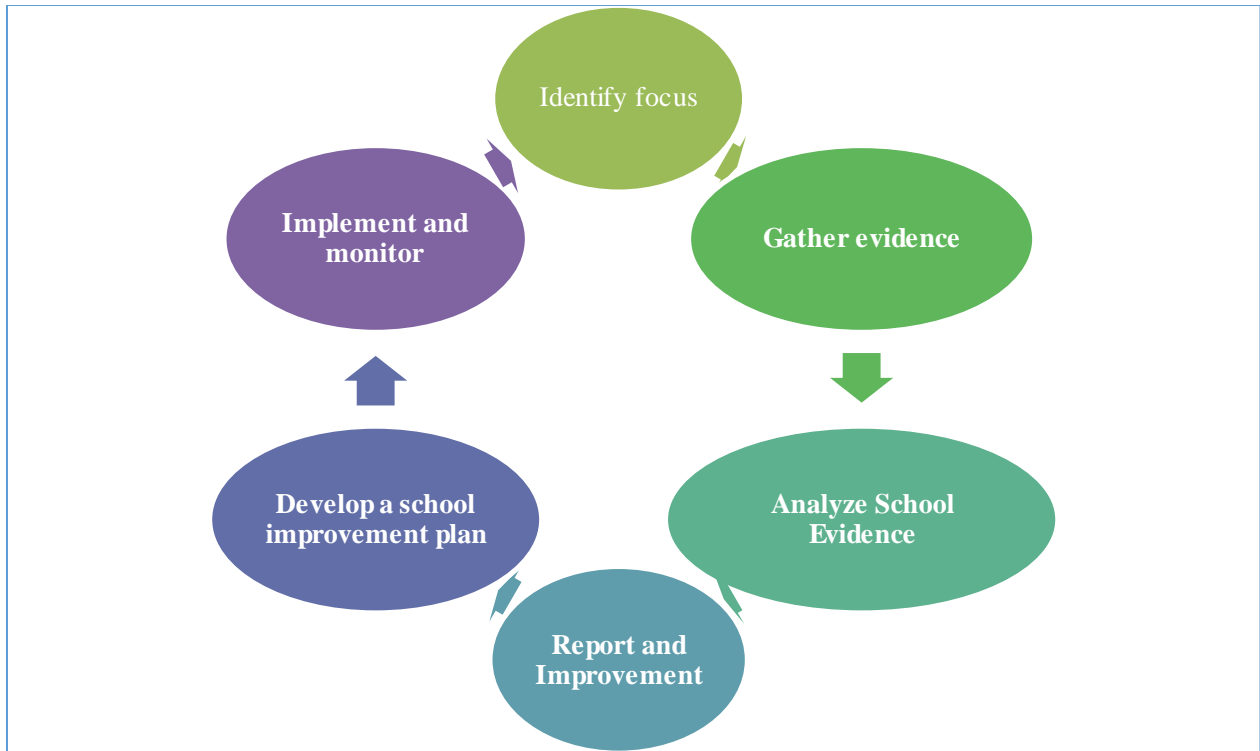 Identify focus
Gather evidence
Analyze School
Evidence
Report and
Improvement
Develop a school
improvement plan
Implement and
monitor